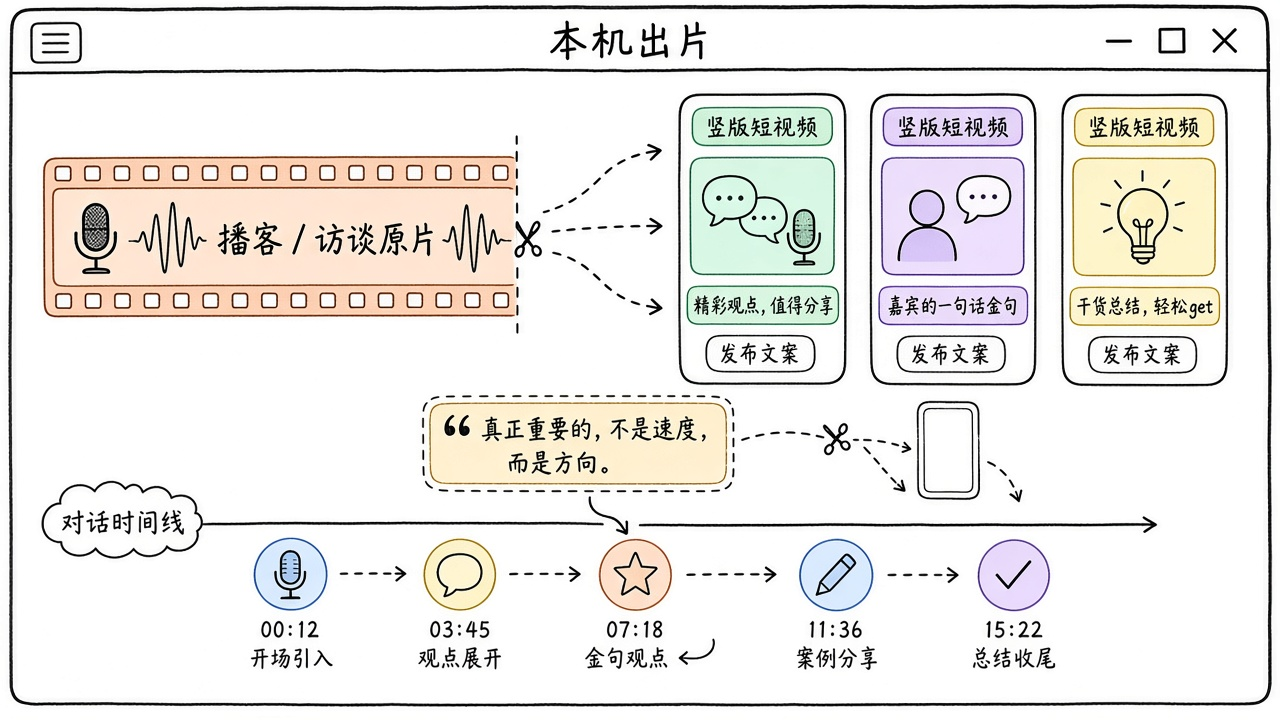 本机出片
播客 / 访谈原片
竖版短视频
精彩观点，值得分享
发布文案
竖版短视频
嘉宾的一句话金句
发布文案
竖版短视频
干货总结，轻松get
发布文案
“真正重要的，不是速度，
而是方向。
对话时间线
00:12
开场引入
03:45
观点展开
07:18
金句观点
11:36
案例分享
15:22
总结收尾